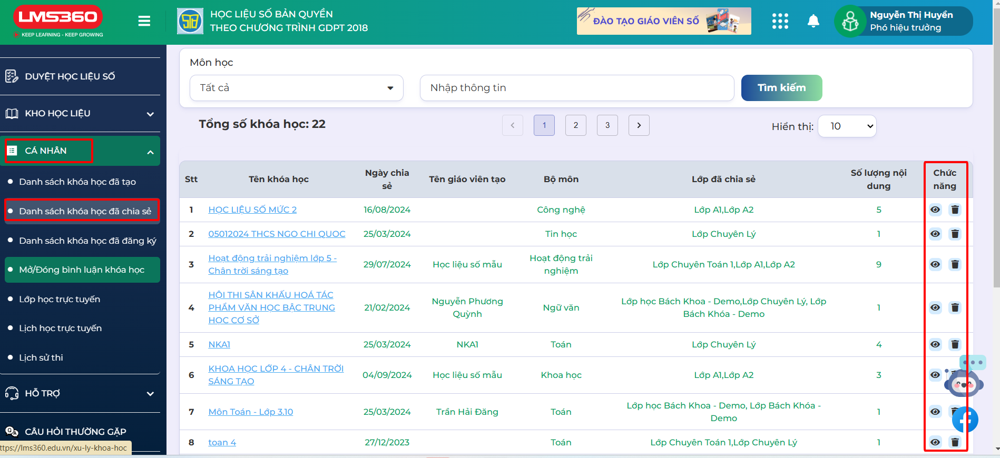 LMS360
KEEP LEARNING - KEEP GROWING
HỌC LIỆU SỐ BẢN QUYỀN
THEO CHƯƠNG TRÌNH GDPT 2018
ĐÀO TẠO GIÁO VIÊN SỐ
Nguyễn Thị Huyền
Phó hiệu trưởng
DUYỆT HỌC LIỆU SỐ
KHO HỌC LIỆU
CÁ NHÂN
Danh sách khóa học đã tạo
Danh sách khóa học đã chia sẻ
Danh sách khóa học đã đăng ký
Mở/Đóng bình luận khóa học
Lớp học trực tuyến
Lịch học trực tuyến
Lịch sử thi
HỖ TRỢ
CÂU HỎI THƯỜNG GẶP
ttps://lms360.edu.vn/xu-ly-khoa-hoc
Môn học
Tất cả
Nhập thông tin
Tìm kiếm
Tổng số khóa học: 22
1 2 3
Hiển thị: 10
Stt Tên khóa học Ngày chia sẻ Tên giáo viên tạo Bộ môn Lớp đã chia sẻ Số lượng nội dung Chức năng
1 HỌC LIỆU SỐ MỨC 2 16/08/2024 Công nghệ Lớp A1,Lớp A2 5
2 05012024 THCS NGO CHI QUOC 25/03/2024 Tin học Lớp Chuyên Lý 1
3 Hoạt động trải nghiệm lớp 5 - Chân trời sáng tạo 29/07/2024 Học liệu số mẫu Hoạt động trải nghiệm Lớp Chuyên Toán 1,Lớp A1,Lớp A2 9
4 HỘI THI SÂN KHẤU HOÁ TÁC PHẨM VĂN HỌC BẬC TRUNG HỌC CƠ SỞ 21/02/2024 Nguyễn Phương Quỳnh Ngữ văn Lớp học Bách Khoa - Demo,Lớp Chuyên Lý, Lớp Bách Khóa - Demo 1
5 NKA1 25/03/2024 NKA1 Toán Lớp Chuyên Lý 4
6 KHOA HỌC LỚP 4 - CHÂN TRỜI SÁNG TẠO 04/09/2024 Học liệu số mẫu Khoa học Lớp A1,Lớp A2 3
7 Môn Toán - Lớp 3.10 25/03/2024 Trần Hải Đăng Toán Lớp học Bách Khoa - Demo, Lớp Bách Khóa - Demo 1
8 toan 4 27/12/2023 Toán Lớp Chuyên Toán 1,Lớp Chuyên Lý 1